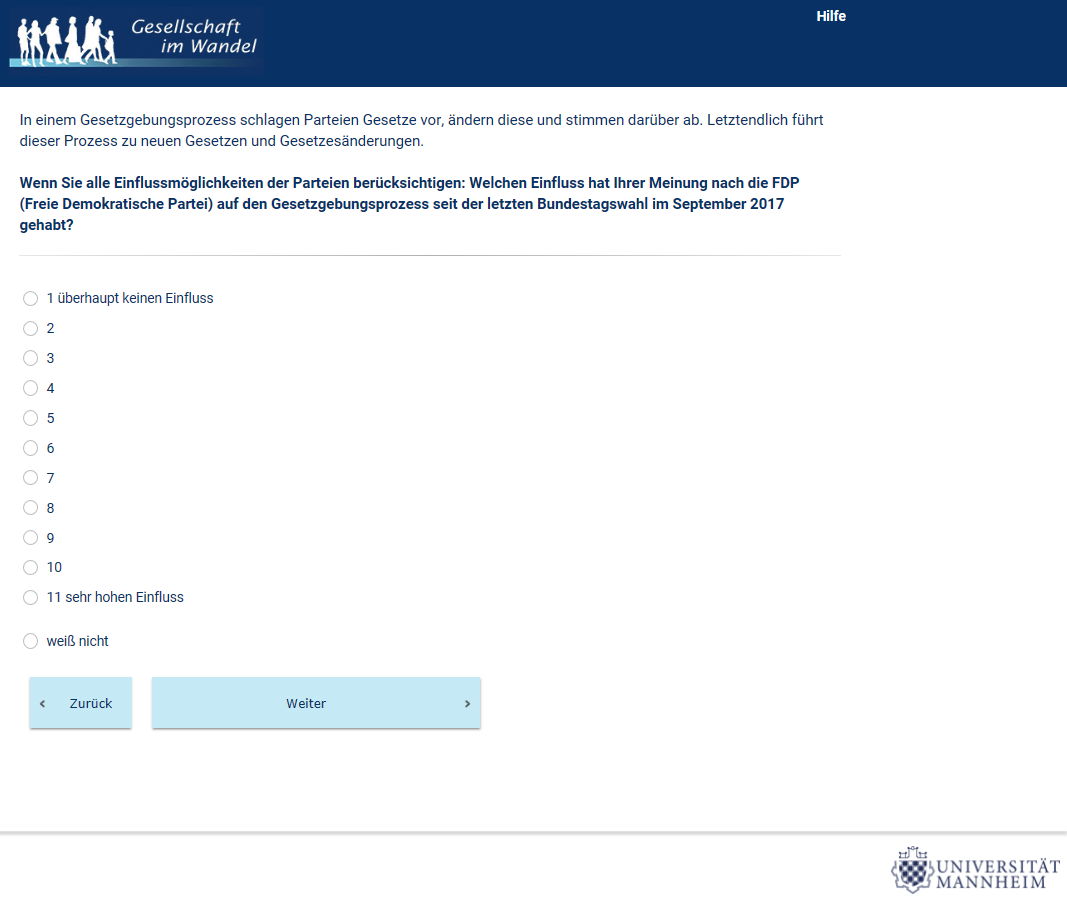 Gesellschaft
im Wandel
Hilfe
In einem Gesetzgebungsprozess schlagen Parteien Gesetze vor, ändern diese und stimmen darüber ab. Letztendlich führt
dieser Prozess zu neuen Gesetzen und Gesetzesänderungen.
Wenn Sie alle Einflussmöglichkeiten der Parteien berücksichtigen: Welchen Einfluss hat Ihrer Meinung nach die FDP
(Freie Demokratische Partei) auf den Gesetzgebungsprozess seit der letzten Bundestagswahl im September 2017
gehabt?
1 überhaupt keinen Einfluss
2
3
4
5
6
7
8
9
10
11 sehr hohen Einfluss
weiß nicht
‹ Zurück
Weiter ›
UNIVERSITÄT
MANNHEIM